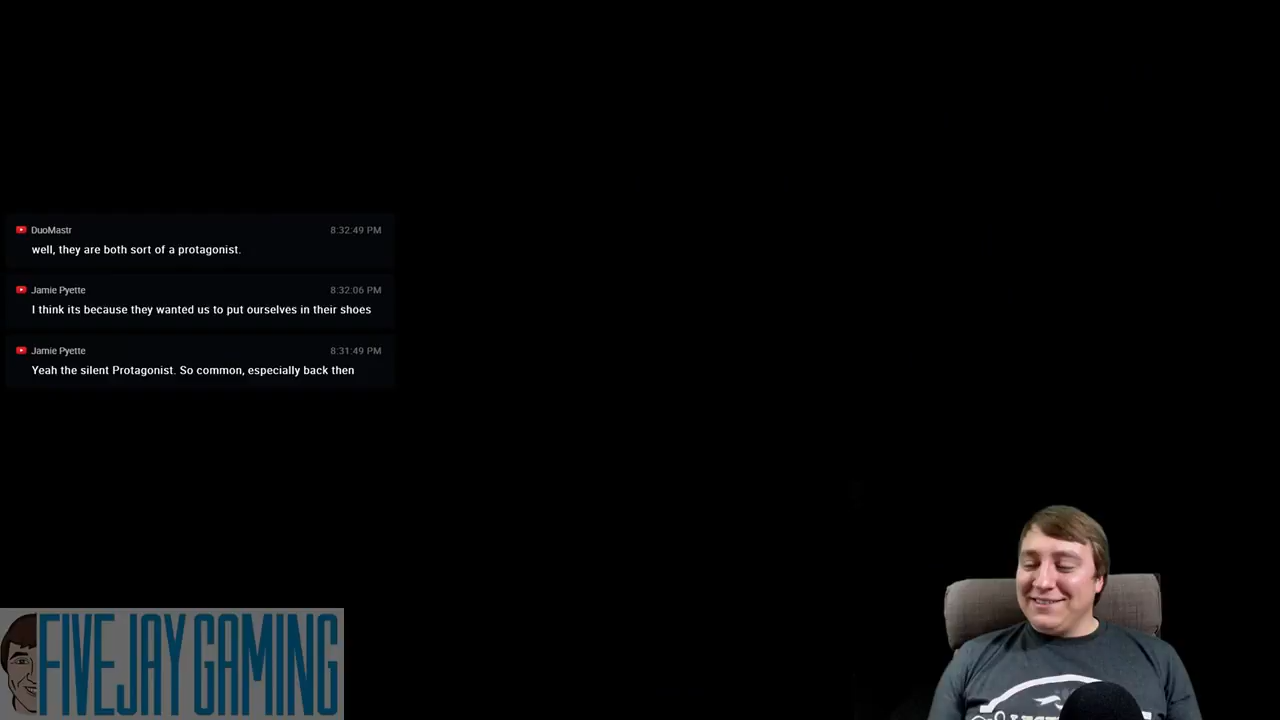 DuoMastr 8:32:49 PM
well, they are both sort of a protagonist.
Jamie Pyette 8:32:06 PM
I think its because they wanted us to put ourselves in their shoes
Jamie Pyette 8:31:49 PM
Yeah the silent Protagonist. So common, especially back then
FIVEJAYGAMING